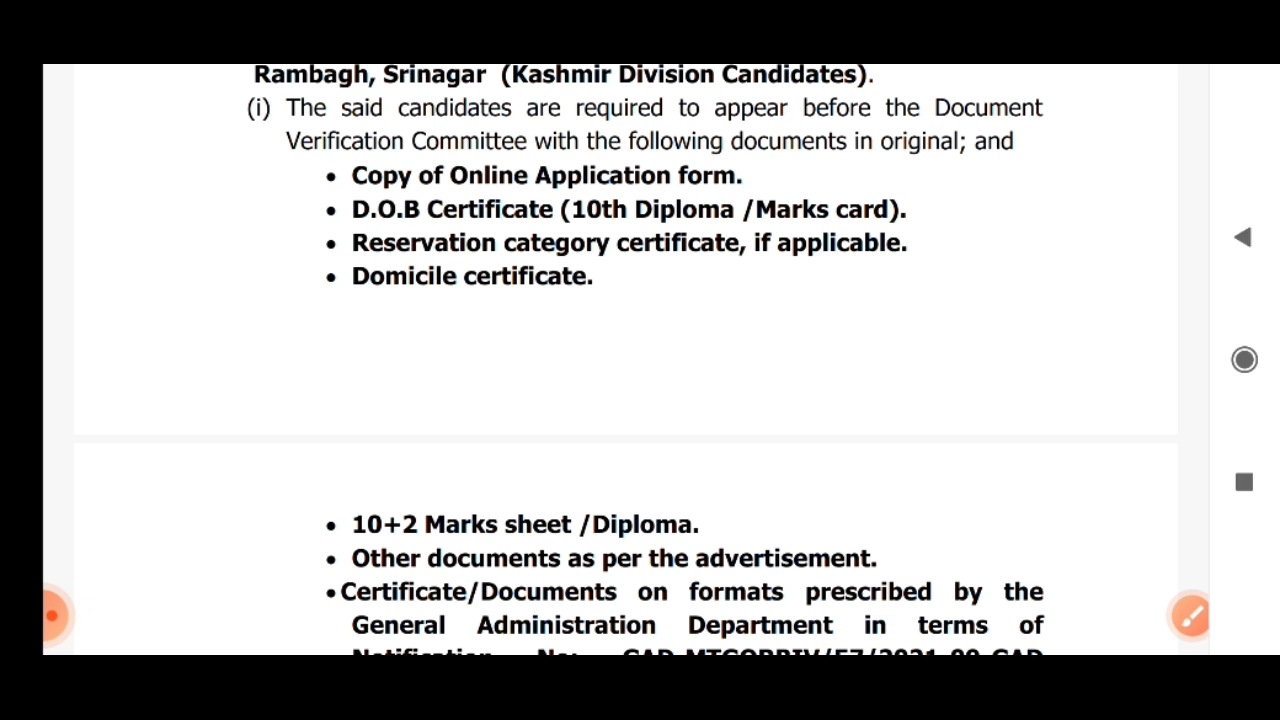 Rambagh, Srinagar (Kashmir Division Candidates).
(i) The said candidates are required to appear before the Document
Verification Committee with the following documents in original; and
• Copy of Online Application form.
• D.O.B Certificate (10th Diploma /Marks card).
• Reservation category certificate, if applicable.
• Domicile certificate.
• 10+2 Marks sheet /Diploma.
• Other documents as per the advertisement.
• Certificate/Documents on formats prescribed by the
General Administration Department in terms of
Notification No: